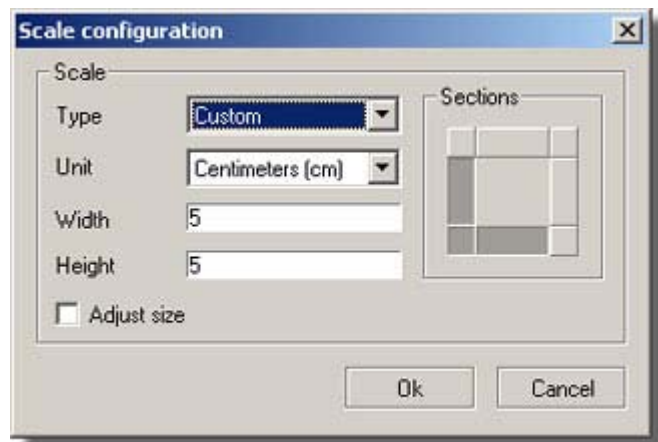 Scale configuration
Scale
Type
Custom
Sections
Unit
Centimeters (cm)
Width
5
Height
5
Adjust size
Ok
Cancel